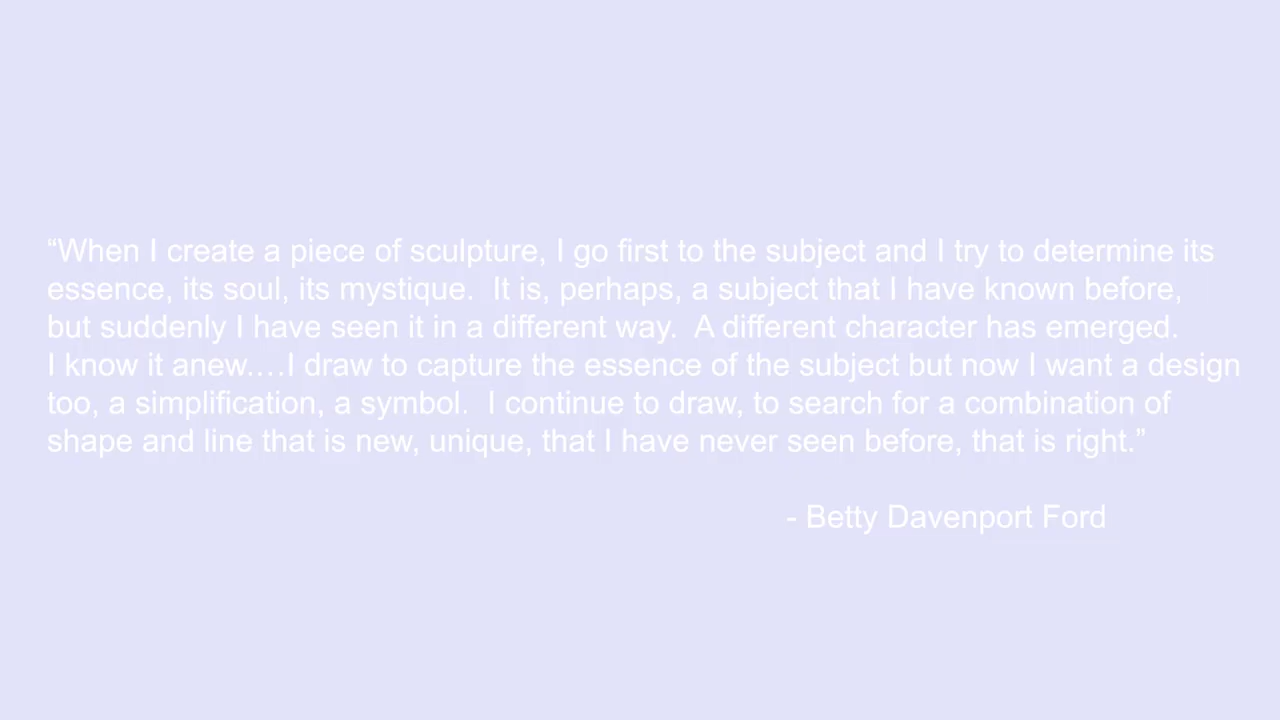 “When I create a piece of sculpture, I go first to the subject and I try to determine its
essence, its soul, its mystique.  It is, perhaps, a subject that I have known before,
but suddenly I have seen it in a different way.  A different character has emerged.
I know it anew.…I draw to capture the essence of the subject but now I want a design
too, a simplification, a symbol.  I continue to draw, to search for a combination of
shape and line that is new, unique, that I have never seen before, that is right.”
- Betty Davenport Ford